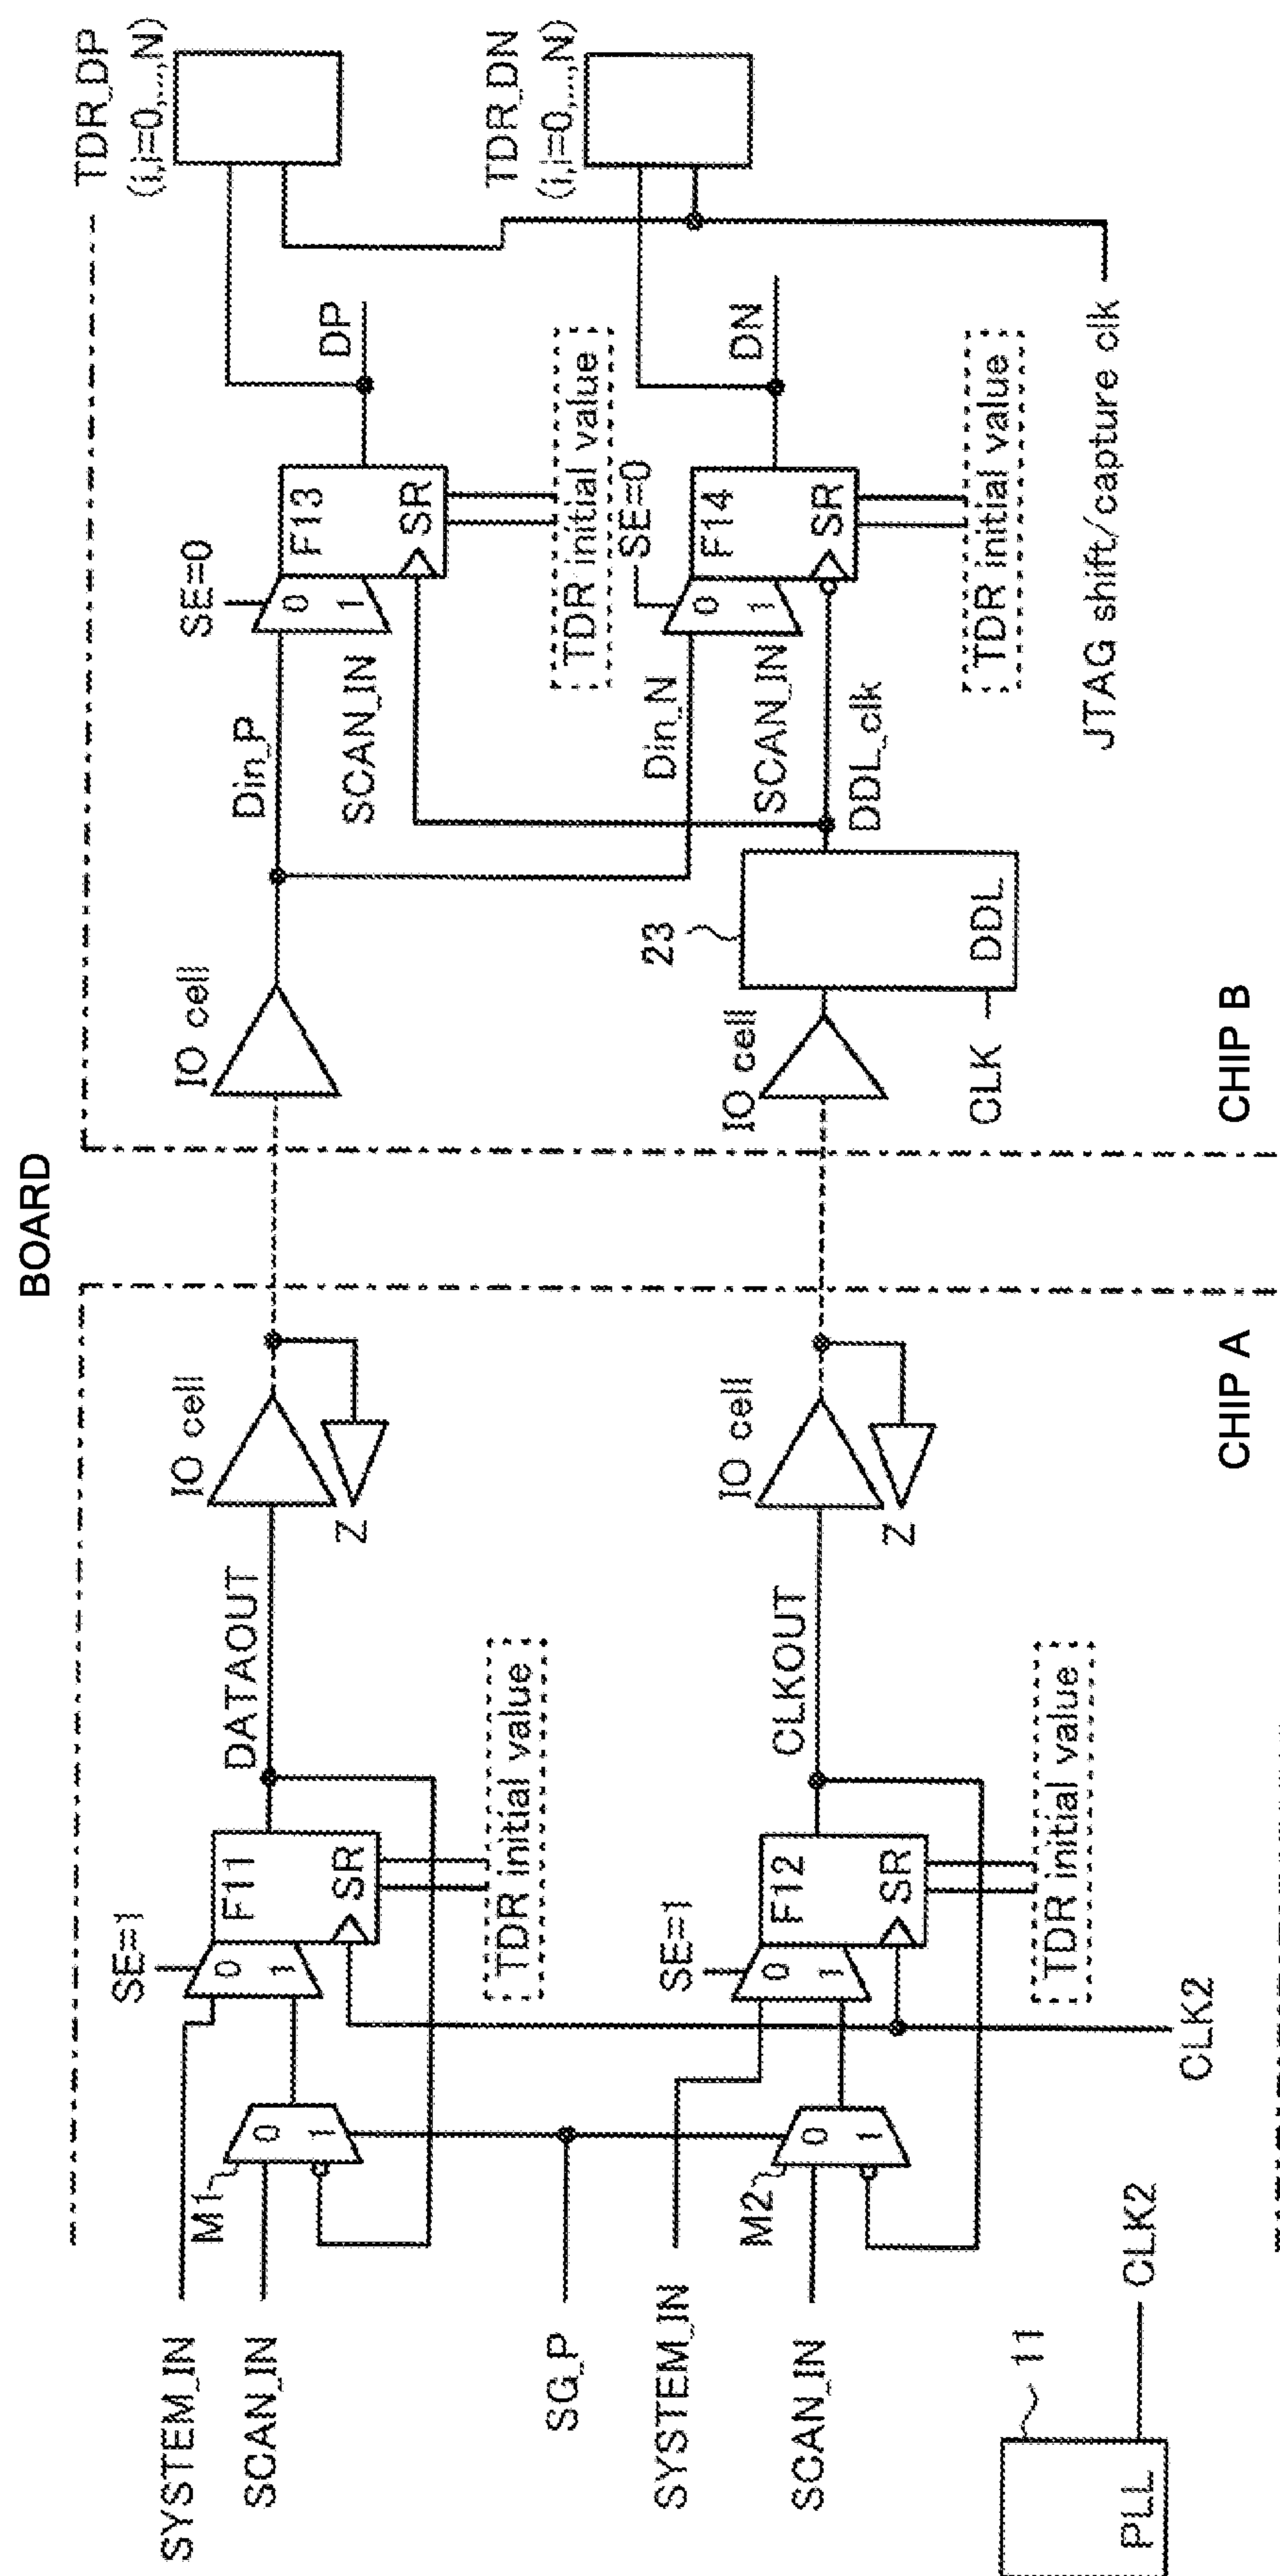 BOARD
SYSTEM_IN
SCAN_IN
M1
0
1
SE=1
0
1
F11
SR
DATAOUT
TDR initial value
IO cell
Z
SG_P
SYSTEM_IN
SCAN_IN
M2
0
1
SE=1
0
1
F12
SR
CLKOUT
TDR initial value
IO cell
Z
CLK2
PLL
11
CLK2
CHIP A
IO cell
Din_P
SCAN_IN
SE=0
0
1
F13
SR
DP
TDR initial value
TDR_DP
(i,i=0,...,N)
IO cell
23
DDL
CLK
DDL_clk
Din_N
SCAN_IN
SE=0
0
1
F14
SR
DN
TDR initial value
TDR_DN
(i,i=0,...,N)
JTAG shift/capture clk
CHIP B